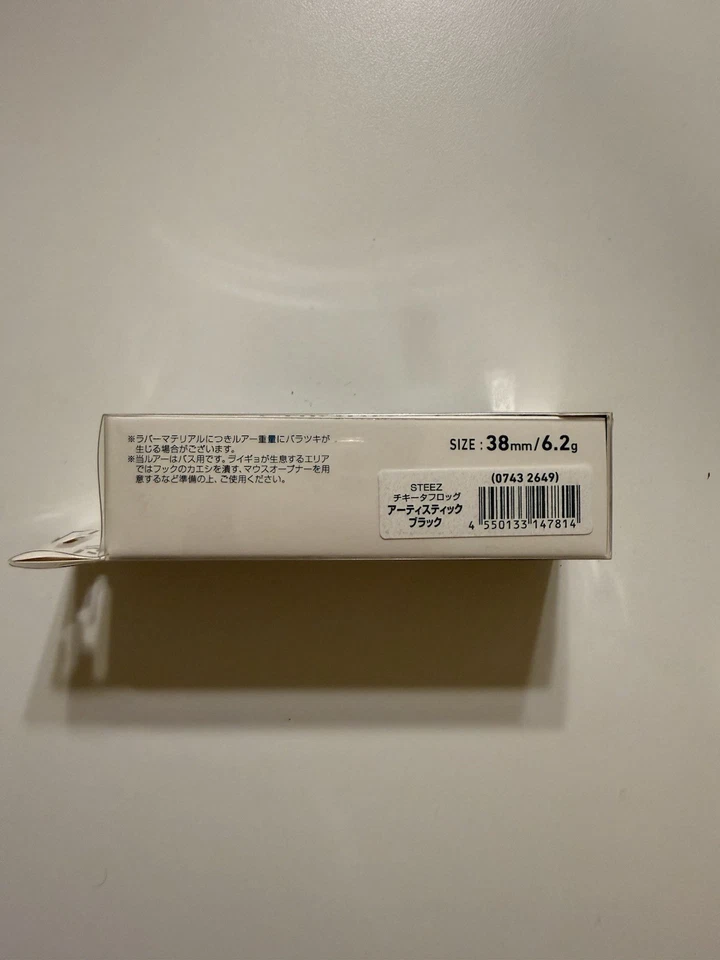 ※ラバーマテリアルにつきルアー重量にバラツキが
生じる場合がございます。
※当ルアーはバス用です。ライギョが生息するエリア
ではフックのカエシを潰す、マウスオープナーを用
意するなど準備の上、ご使用ください。
SIZE : 38mm/6.2g
(0743 2649)
STEEZ
チキータフロッグ
アーティスティック
ブラック
4 550133 147814